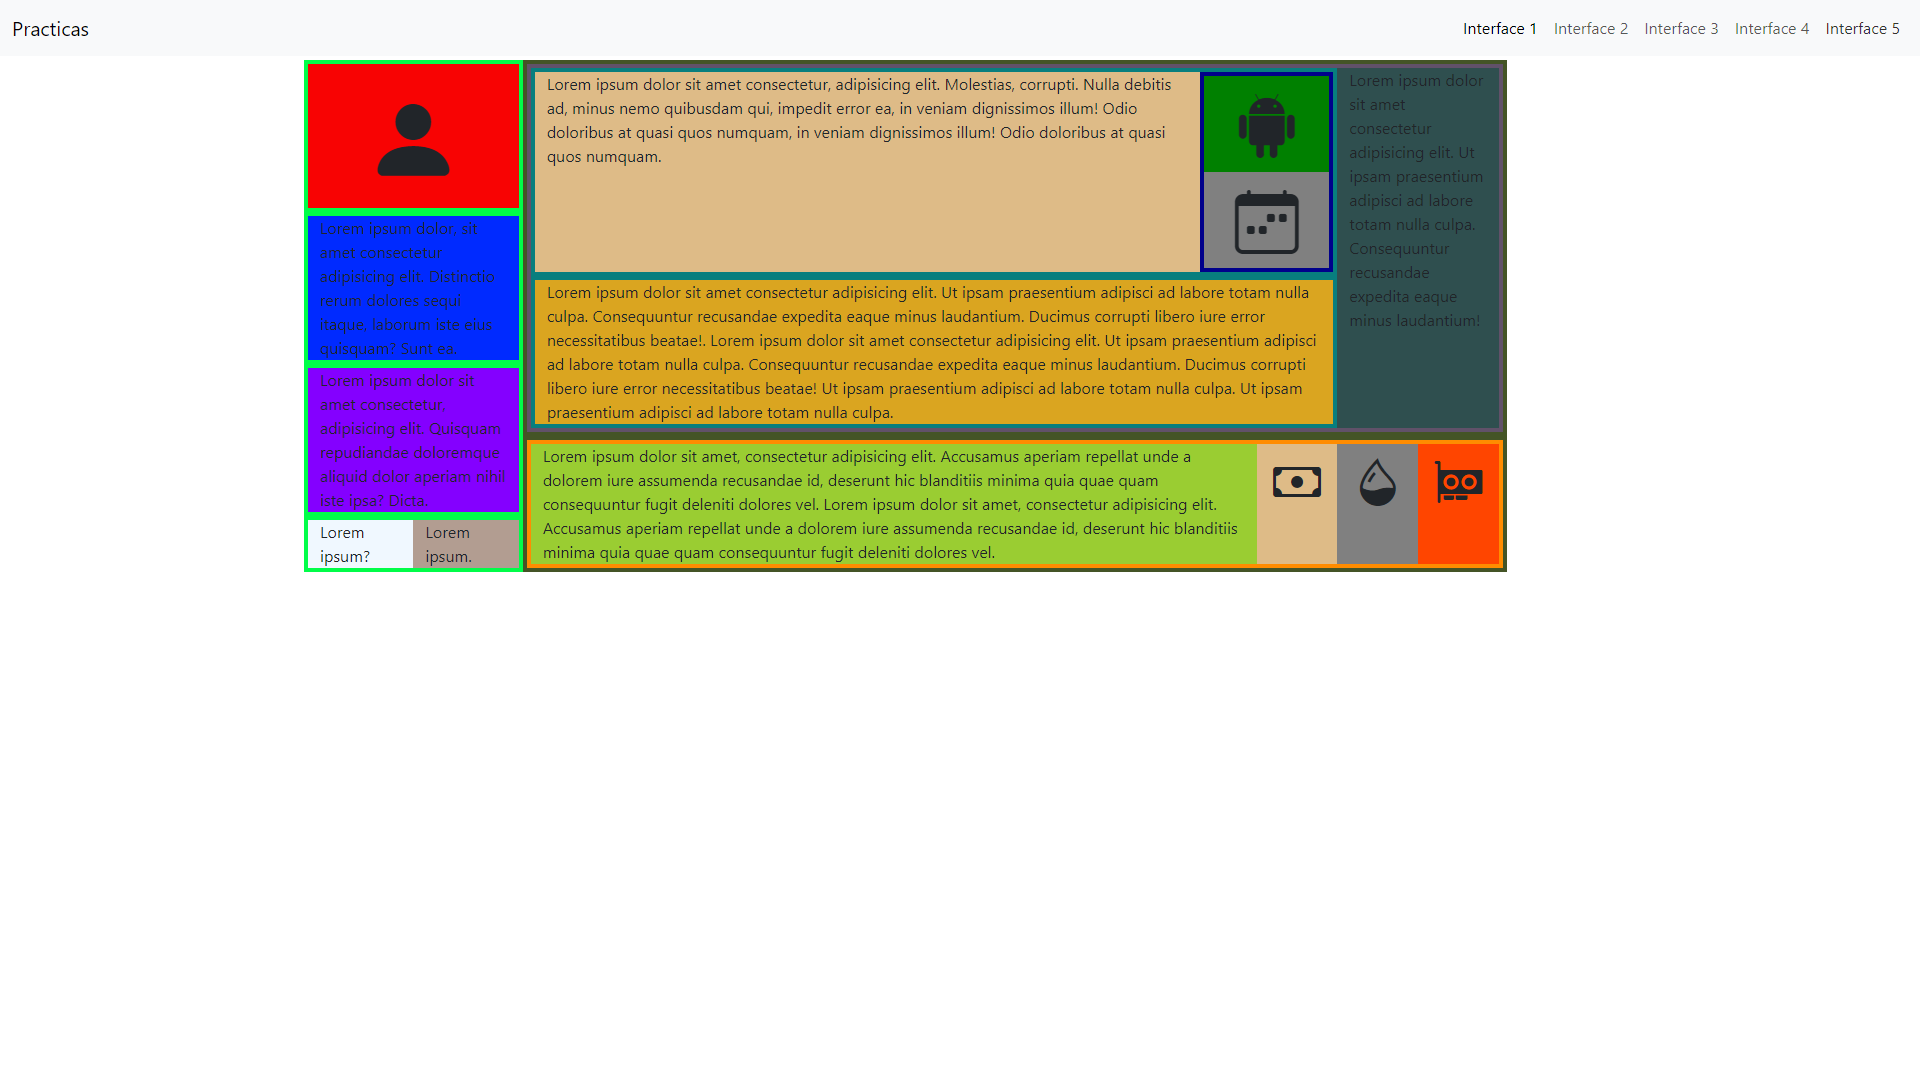 Practicas
Interface 1
Interface 2
Interface 3
Interface 4
Interface 5
Lorem ipsum dolor, sit
amet consectetur
adipisicing elit. Distinctio
rerum dolores sequi
itaque, laborum iste eius
quisquam? Sunt ea.
Lorem ipsum dolor sit
amet consectetur,
adipisicing elit. Quisquam
repudiandae doloremque
aliquid dolor aperiam nihil
iste ipsa? Dicta.
Lorem
ipsum?
Lorem
ipsum.
Lorem ipsum dolor sit amet consectetur, adipisicing elit. Molestias, corrupti. Nulla debitis
ad, minus nemo quibusdam qui, impedit error ea, in veniam dignissimos illum! Odio
doloribus at quasi quos numquam, in veniam dignissimos illum! Odio doloribus at quasi
quos numquam.
Lorem ipsum dolor sit amet consectetur adipisicing elit. Ut ipsam praesentium adipisci ad labore totam nulla
culpa. Consequuntur recusandae expedita eaque minus laudantium. Ducimus corrupti libero iure error
necessitatibus beatae!. Lorem ipsum dolor sit amet consectetur adipisicing elit. Ut ipsam praesentium adipisci
ad labore totam nulla culpa. Consequuntur recusandae expedita eaque minus laudantium. Ducimus corrupti
libero iure error necessitatibus beatae! Ut ipsam praesentium adipisci ad labore totam nulla culpa. Ut ipsam
praesentium adipisci ad labore totam nulla culpa.
Lorem ipsum dolor
sit amet
consectetur
adipisicing elit. Ut
ipsam praesentium
adipisci ad labore
totam nulla culpa.
Consequuntur
recusandae
expedita eaque
minus laudantium!
Lorem ipsum dolor sit amet, consectetur adipisicing elit. Accusamus aperiam repellat unde a
dolorem iure assumenda recusandae id, deserunt hic blanditiis minima quia quae quam
consequuntur fugit deleniti dolores vel. Lorem ipsum dolor sit amet, consectetur adipisicing elit.
Accusamus aperiam repellat unde a dolorem iure assumenda recusandae id, deserunt hic blanditiis
minima quia quae quam consequuntur fugit deleniti dolores vel.